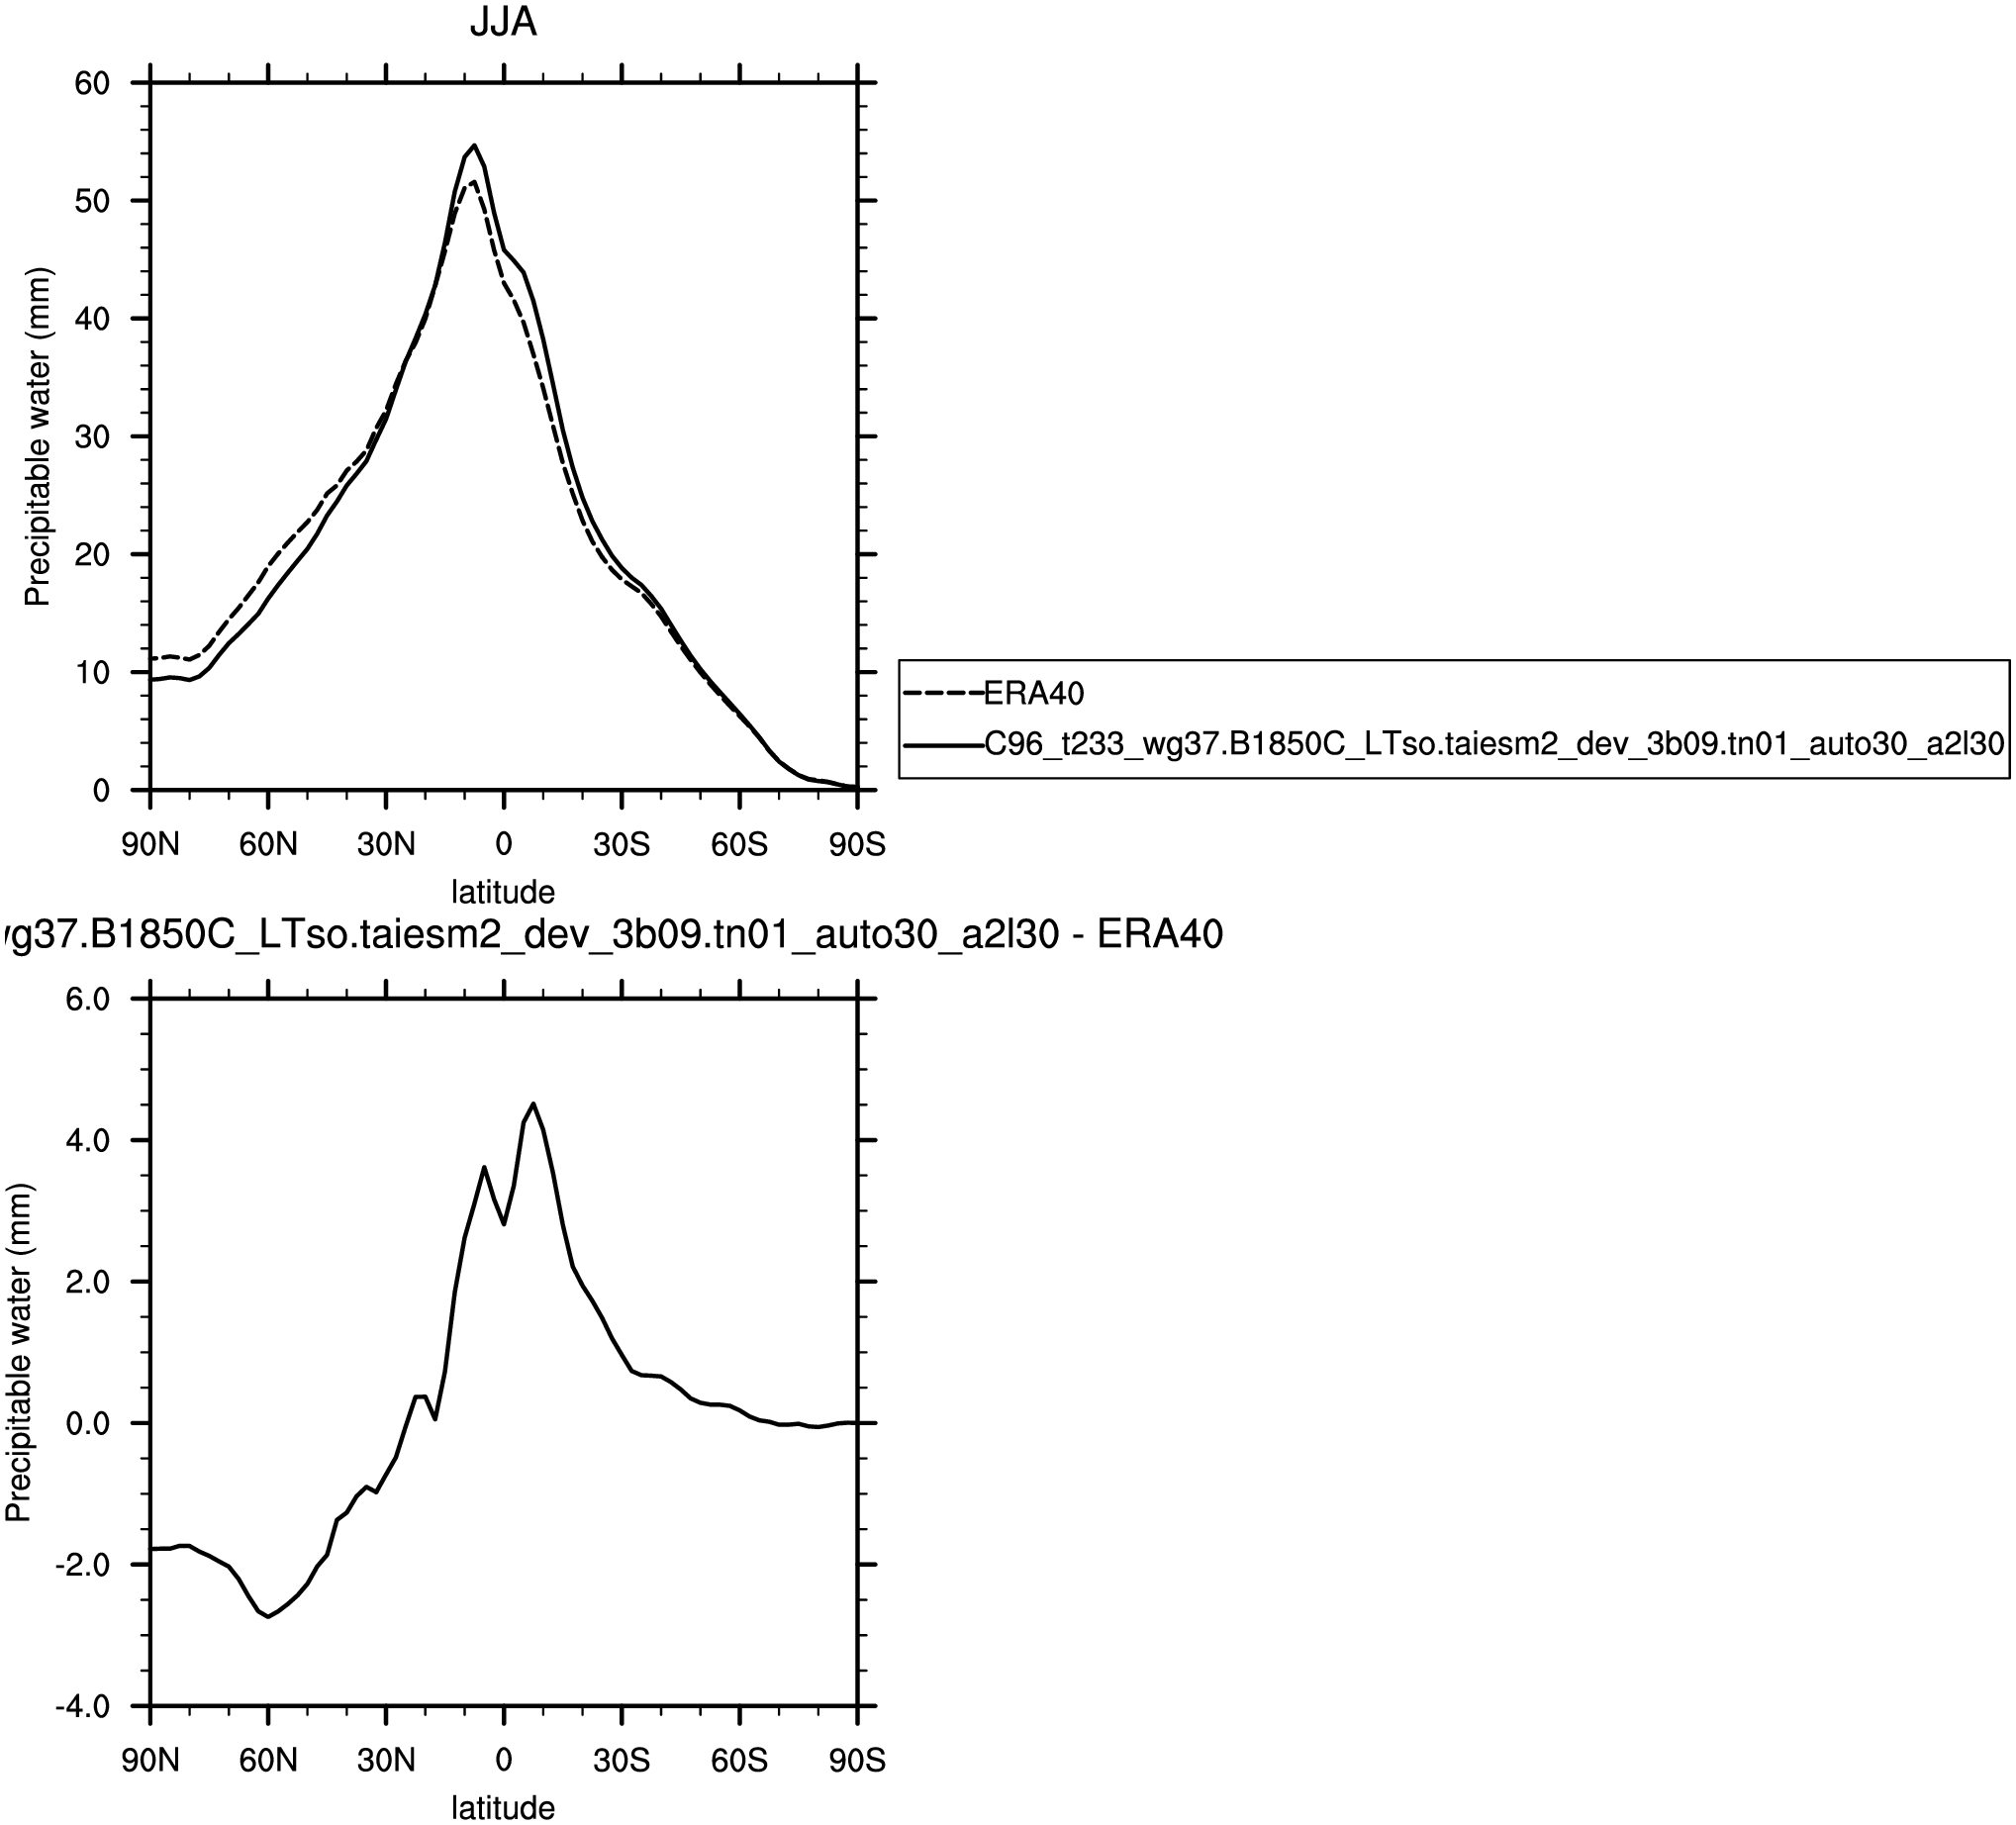 JJA
60
50
40
30
20
10
0
Precipitable water (mm)
90N 60N 30N 0 30S 60S 90S
latitude
ERA40
C96_t233_wg37.B1850C_LTso.taiesm2_dev_3b09.tn01_auto30_a2l30
g37.B1850C_LTso.taiesm2_dev_3b09.tn01_auto30_a2l30 - ERA40
6.0
4.0
2.0
0.0
-2.0
-4.0
Precipitable water (mm)
90N 60N 30N 0 30S 60S 90S
latitude